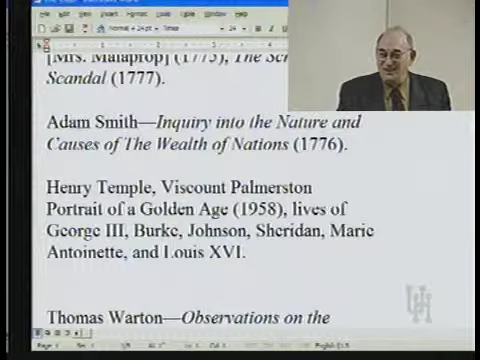 [Mrs. Malaprop] (1775), The Sch
Scandal (1777).
Adam Smith—Inquiry into the Nature and
Causes of The Wealth of Nations (1776).
Henry Temple, Viscount Palmerston
Portrait of a Golden Age (1958), lives of
George III, Burke, Johnson, Sheridan, Marie
Antoinette, and Louis XVI.
Thomas Warton—Observations on the